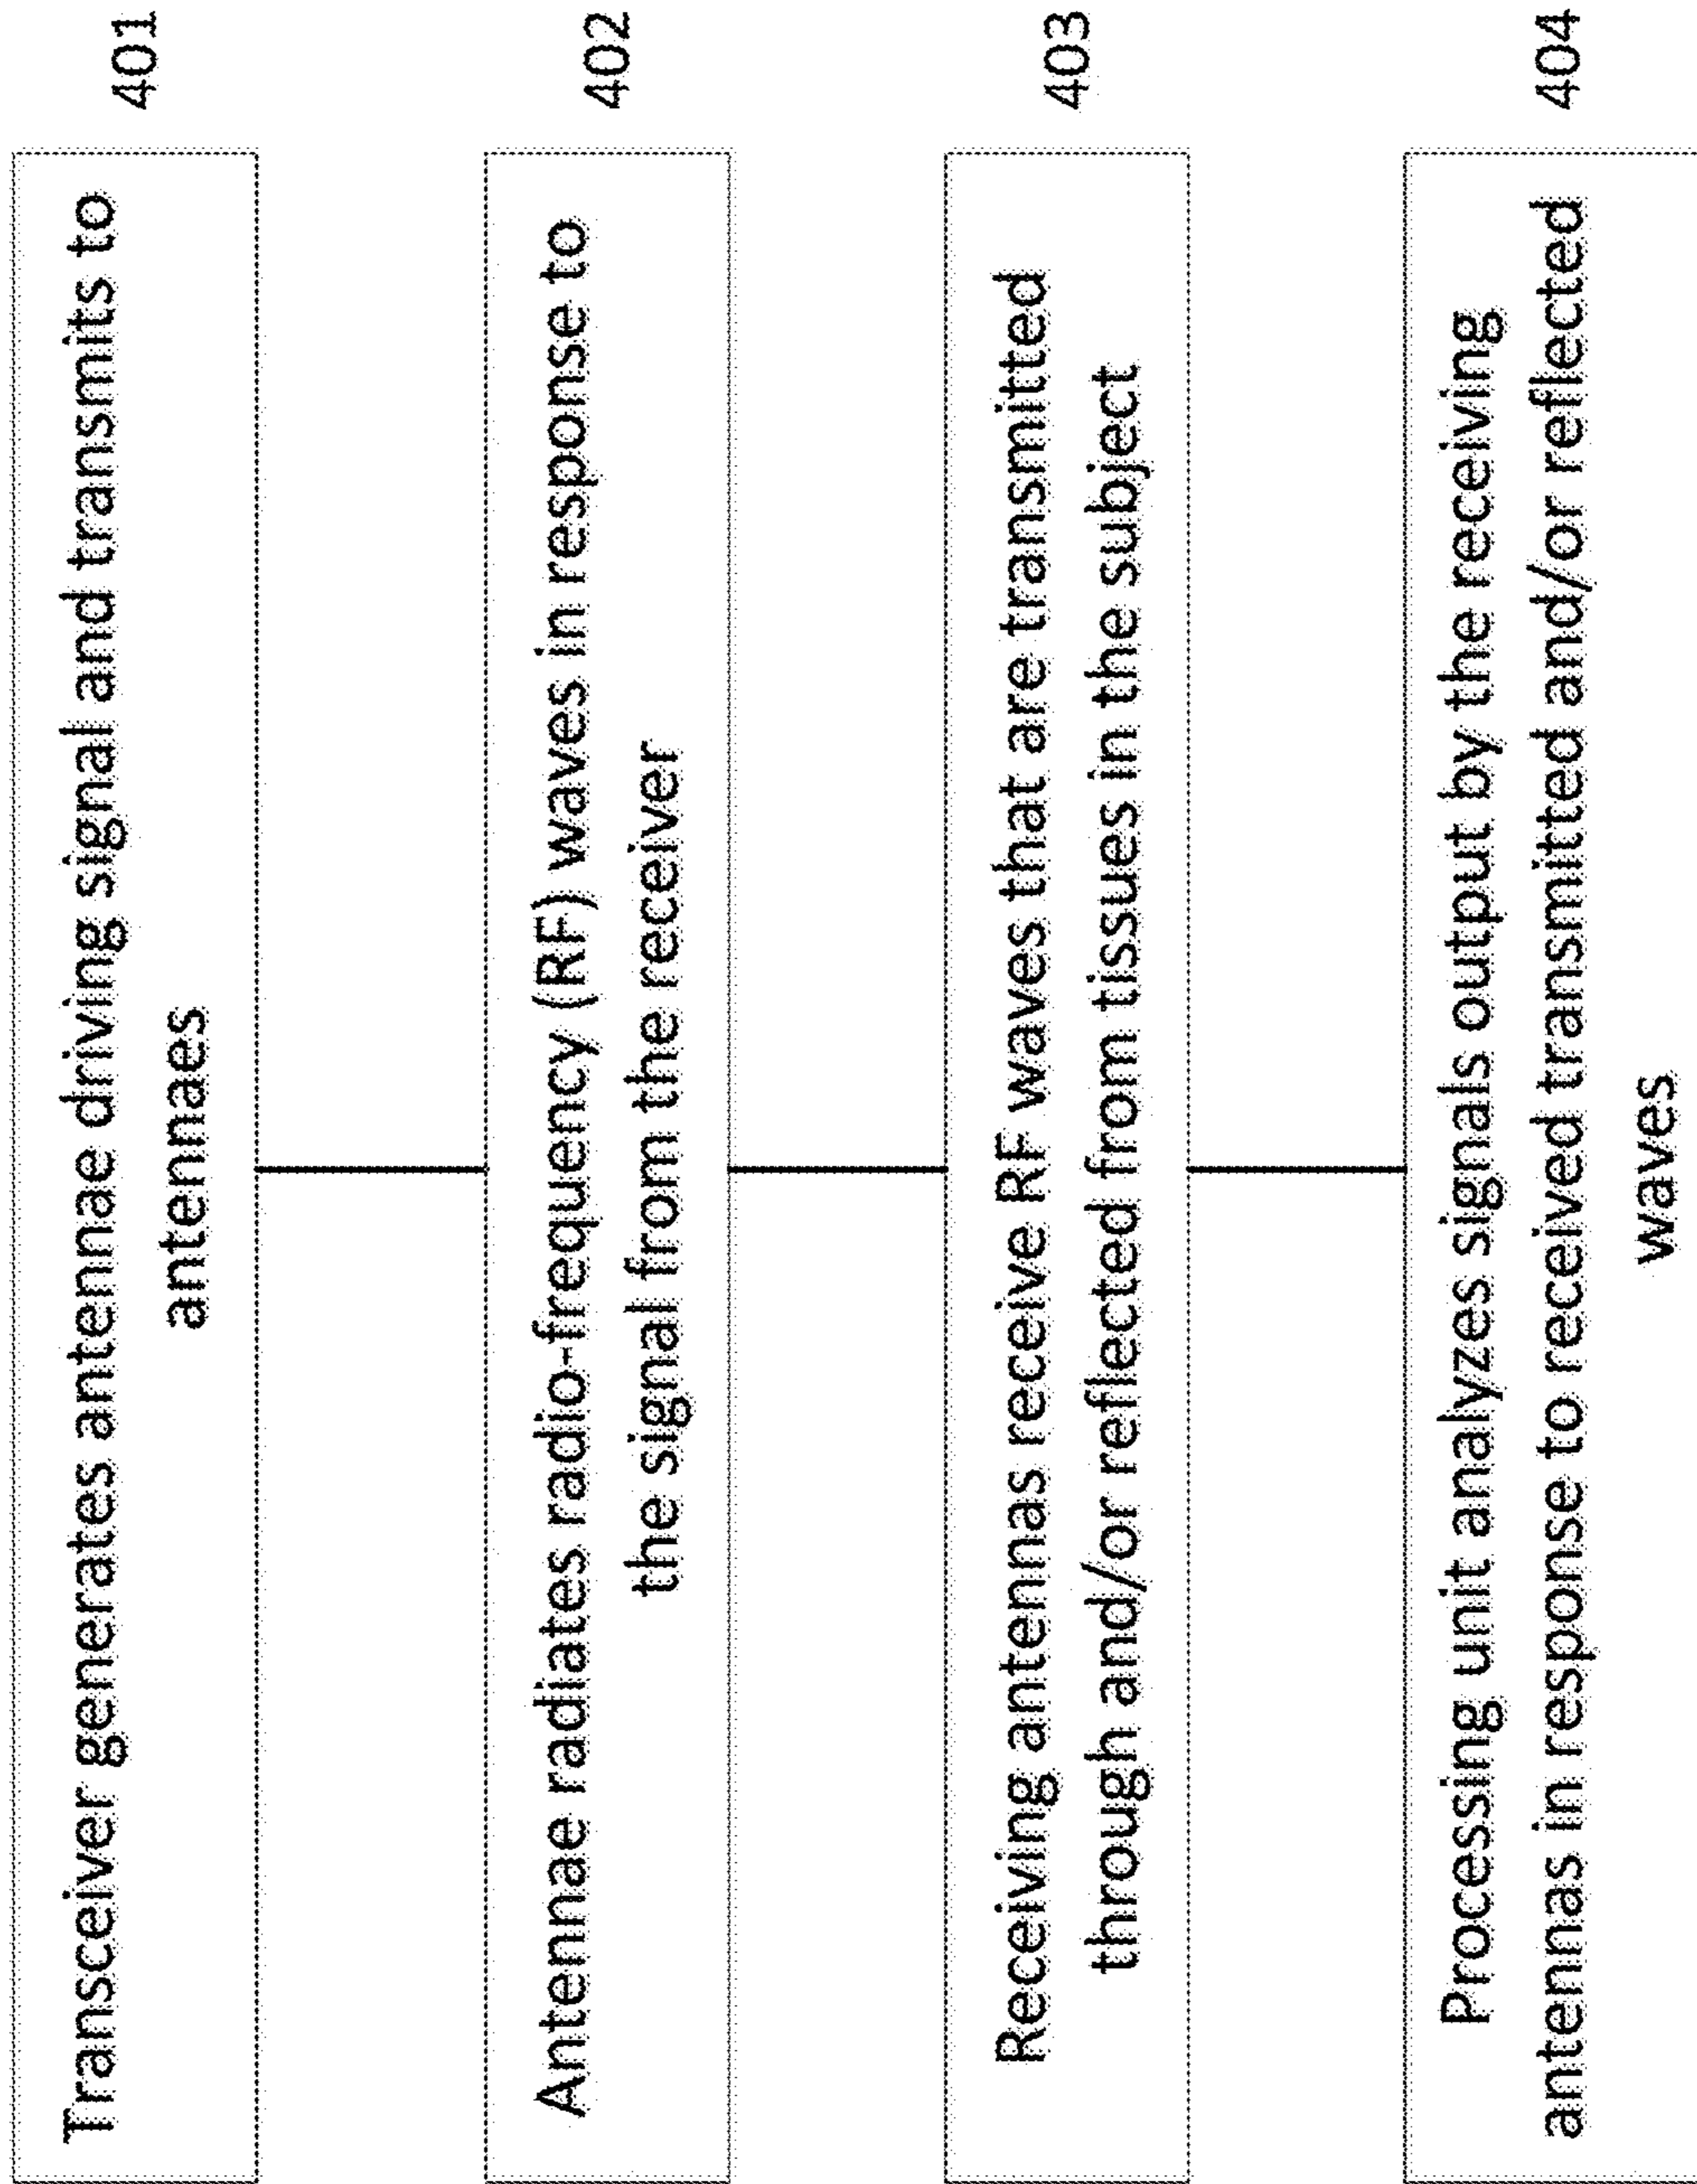 Transceiver generates antennae driving signal and transmits to
antennaes
401
Antennae radiates radio-frequency (RF) waves in response to
the signal from the receiver
402
Receiving antennas receive RF waves that are transmitted
through and/or reflected from tissues in the subject
403
Processing unit analyzes signals output by the receiving
antennas in response to received transmitted and/or reflected
waves
404